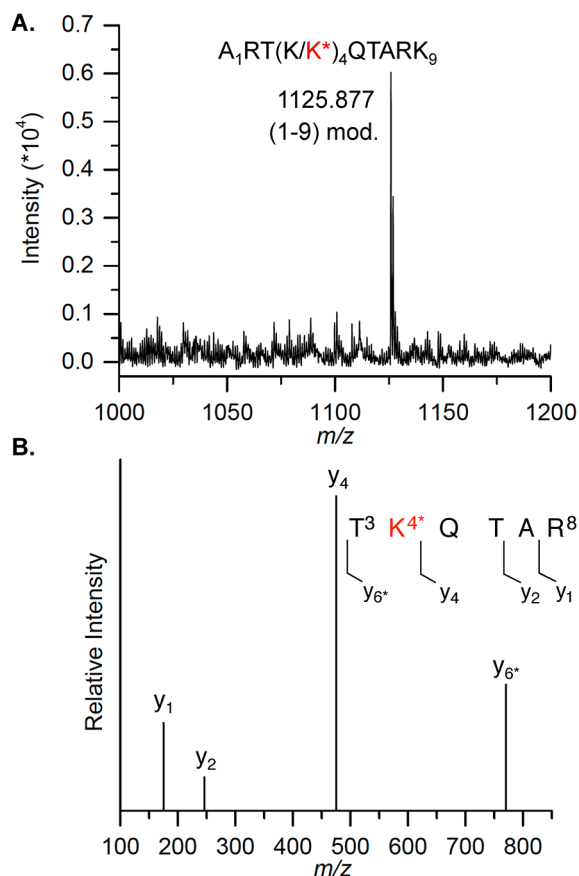 A.
A₁RT(K/K*)₄QTARK₉
1125.877
(1-9) mod.
Intensity (*10⁴)
0.7
0.6
0.5
0.4
0.3
0.2
0.1
0.0
1000 1050 1100 1150 1200
m/z
B.
y₄
T³ K⁴* Q T A R⁸
y₆* y₄ y₂ y₁
y₆*
y₁
y₂
Relative Intensity
100 200 300 400 500 600 700 800
m/z